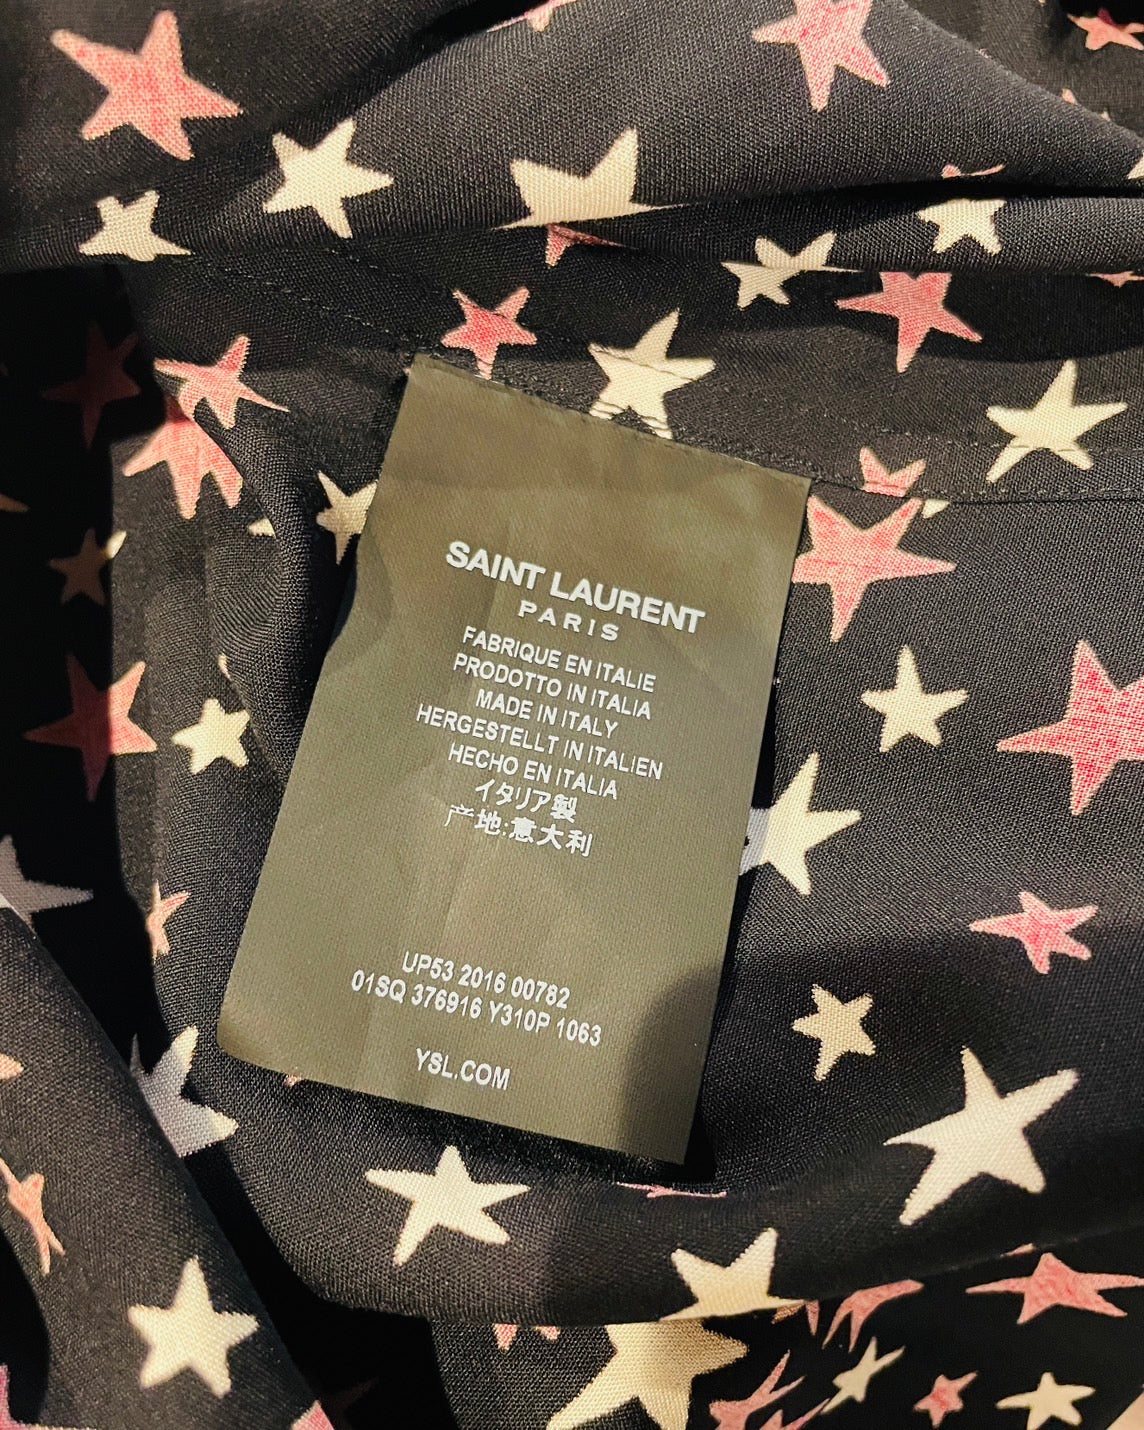 SAINT LAURENT
PARIS
FABRIQUE EN ITALIE
PRODOTTO IN ITALIA
MADE IN ITALY
HERGESTELLT IN ITALIEN
HECHO EN ITALIA
イタリア製
产地:意大利
UP53 2016 00782
01SQ 376916 Y310P 1063
YSL.COM